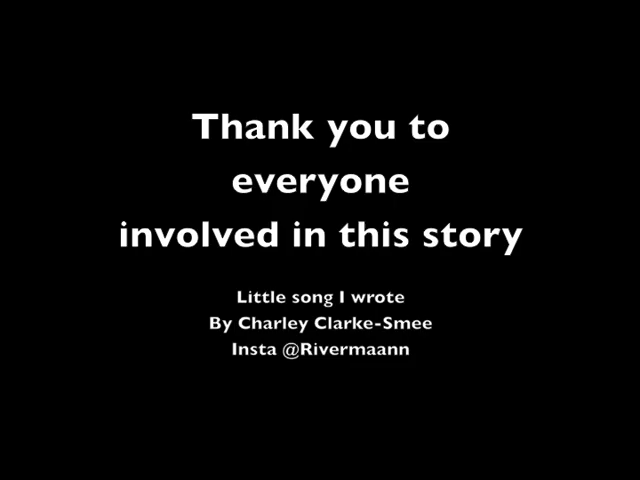 Thank you to
everyone
involved in this story
Little song I wrote
By Charley Clarke-Smee
Insta @Rivermaann